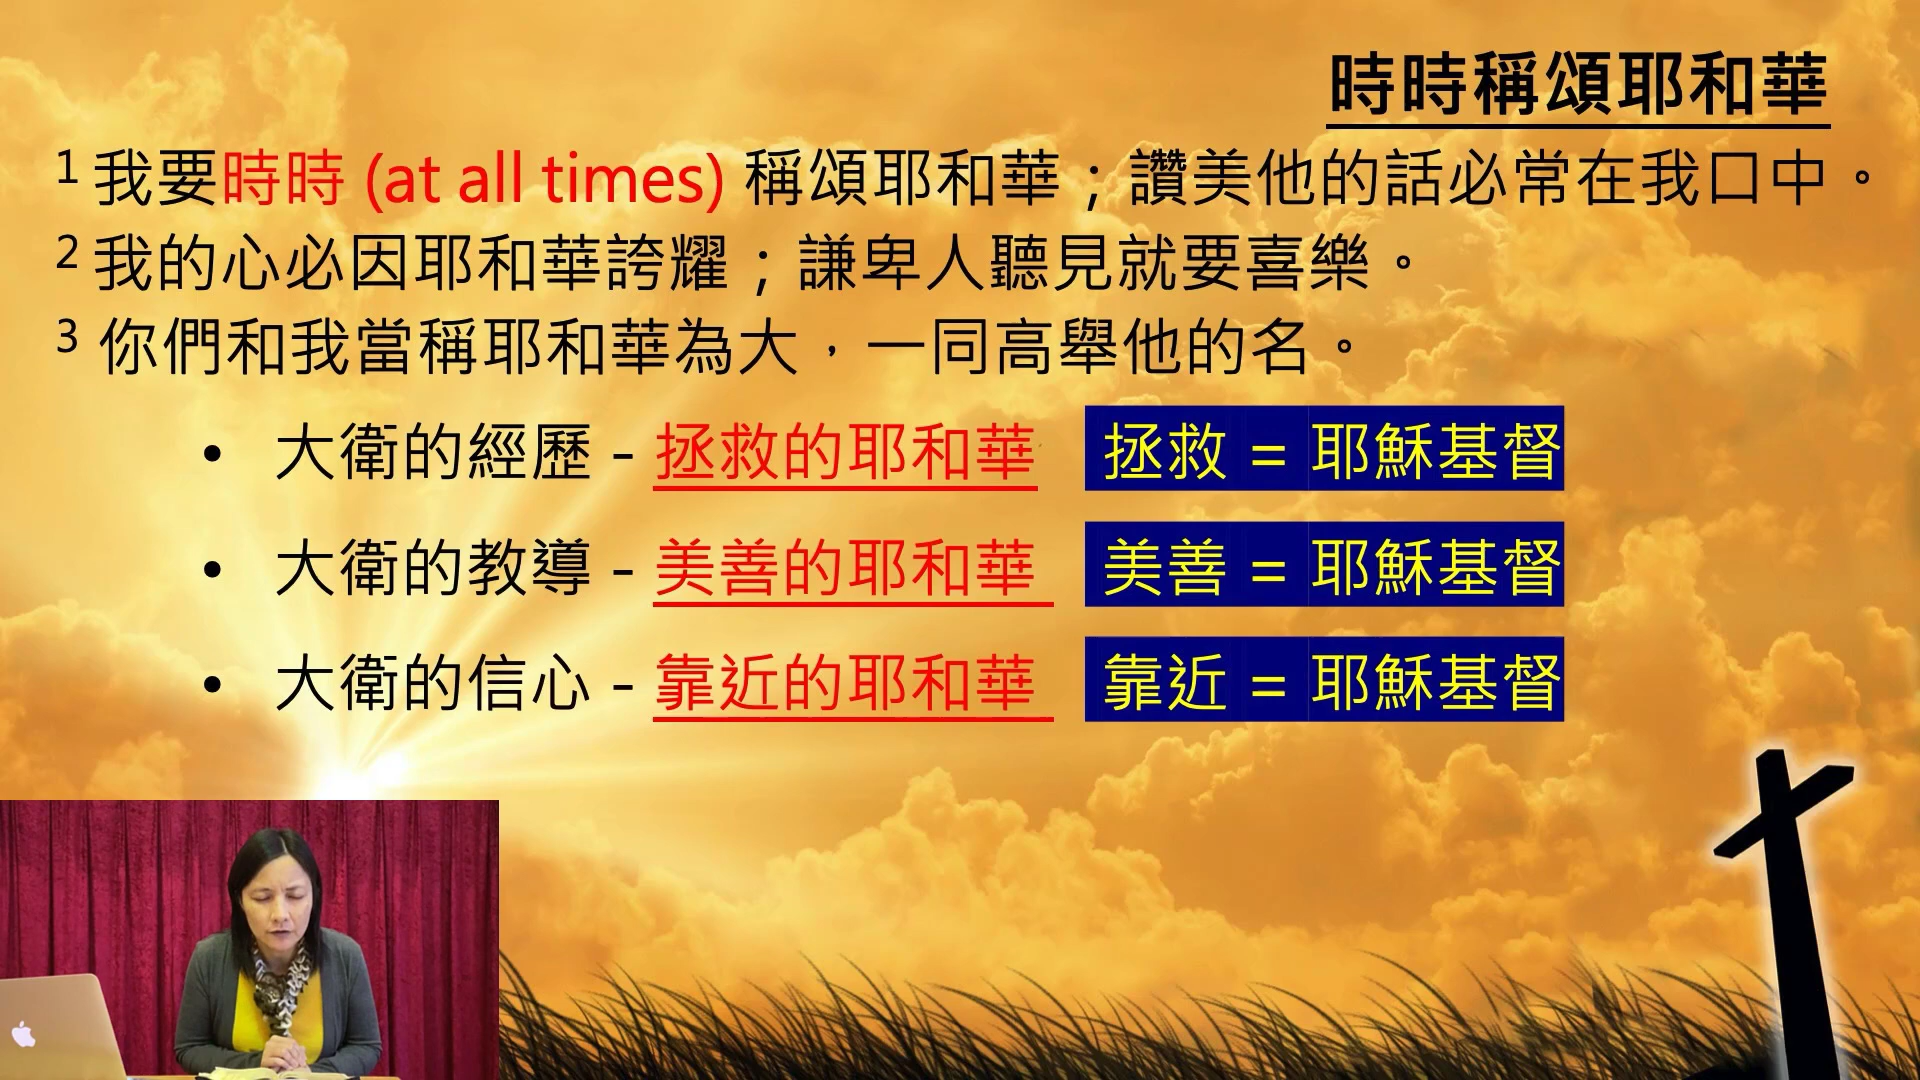 時時稱頌耶和華
1 我要時時 (at all times) 稱頌耶和華；讚美他的話必常在我口中。
2 我的心必因耶和華誇耀；謙卑人聽見就要喜樂。
3 你們和我當稱耶和華為大，一同高舉他的名。
• 大衛的經歷 - 拯救的耶和華 拯救 = 耶穌基督
• 大衛的教導 - 美善的耶和華 美善 = 耶穌基督
• 大衛的信心 - 靠近的耶和華 靠近 = 耶穌基督